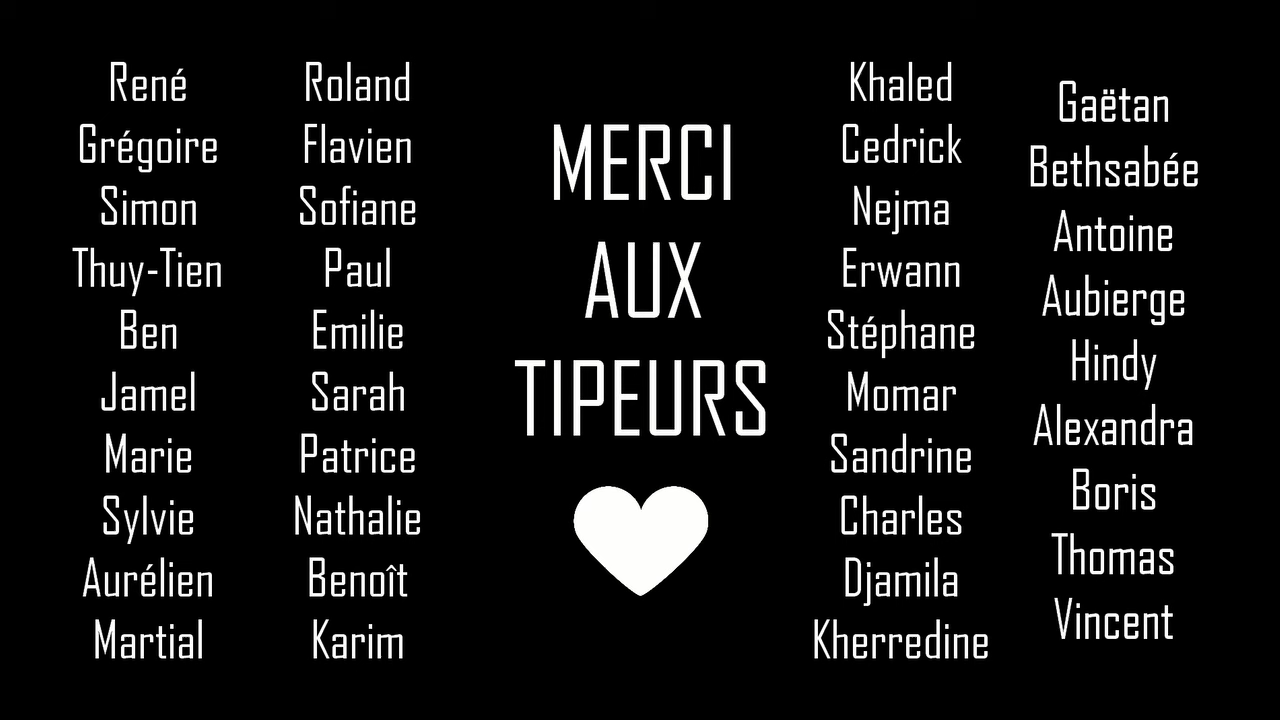 René
Grégoire
Simon
Thuy-Tien
Ben
Jamel
Marie
Sylvie
Aurélien
Martial
Roland
Flavien
Sofiane
Paul
Emilie
Sarah
Patrice
Nathalie
Benoît
Karim
MERCI
AUX
TIPEURS
Khaled
Cedrick
Nejma
Erwann
Stéphane
Momar
Sandrine
Charles
Djamila
Kherredine
Gaëtan
Bethsabée
Antoine
Aubierge
Hindy
Alexandra
Boris
Thomas
Vincent